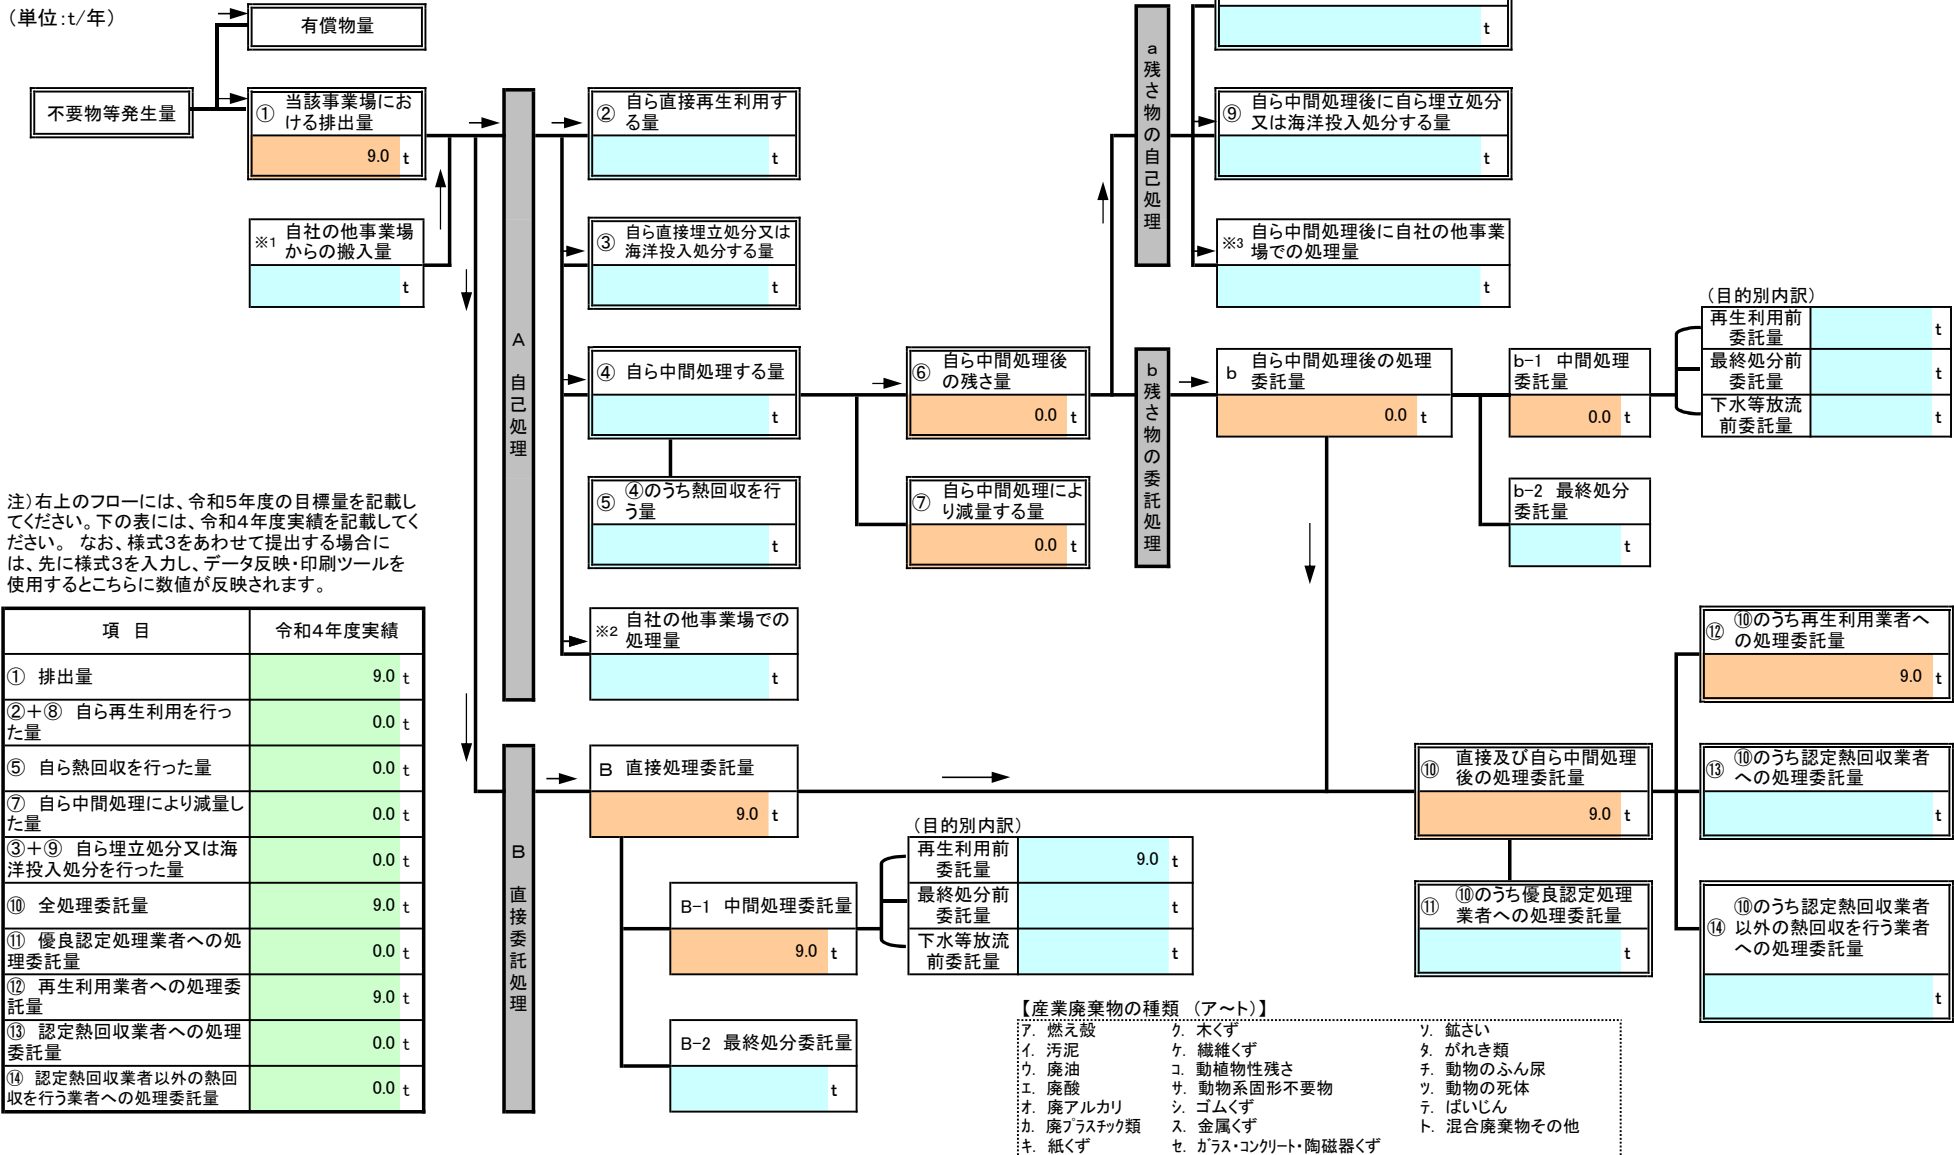 (単位:t/年)
有償物量
不要物等発生量
① 当該事業場にお
ける排出量
9.0 t
※1 自社の他事業場
からの搬入量
t
A 自己処理
② 自ら直接再生利用す
る量
t
③ 自ら直接埋立処分又は
海洋投入処分する量
t
④ 自ら中間処理する量
t
⑤ ④のうち熱回収を行
う量
t
※2 自社の他事業場での
処理量
t
⑥ 自ら中間処理後
の残さ量
0.0 t
⑦ 自ら中間処理によ
り減量する量
0.0 t
a 残さ物の自己処理
t
⑨ 自ら中間処理後に自ら埋立処分
又は海洋投入処分する量
t
※3 自ら中間処理後に自社の他事業
場での処理量
t
b 残さ物の委託処理
b 自ら中間処理後の処理
委託量
0.0 t
b-1 中間処理
委託量
0.0 t
b-2 最終処分
委託量
t
(目的別内訳)
再生利用前
委託量
t
最終処分前
委託量
t
下水等放流
前委託量
t
注)右上のフローには、令和5年度の目標量を記載し
てください。下の表には、令和4年度実績を記載してく
ださい。 なお、様式3をあわせて提出する場合に
は、先に様式3を入力し、データ反映・印刷ツールを
使用するとこちらに数値が反映されます。
項 目 令和4年度実績
① 排出量 9.0 t
②+⑧ 自ら再生利用を行っ
た量 0.0 t
⑤ 自ら熱回収を行った量 0.0 t
⑦ 自ら中間処理により減量し
た量 0.0 t
③+⑨ 自ら埋立処分又は海
洋投入処分を行った量 0.0 t
⑩ 全処理委託量 9.0 t
⑪ 優良認定処理業者への処
理委託量 0.0 t
⑫ 再生利用業者への処理委
託量 9.0 t
⑬ 認定熱回収業者への処理
委託量 0.0 t
⑭ 認定熱回収業者以外の熱回
収を行う業者への処理委託量 0.0 t
B 直接委託処理
B 直接処理委託量
9.0 t
B-1 中間処理委託量
9.0 t
B-2 最終処分委託量
t
(目的別内訳)
再生利用前
委託量
9.0 t
最終処分前
委託量
t
下水等放流
前委託量
t
⑩ 直接及び自ら中間処理
後の処理委託量
9.0 t
⑪ ⑩のうち優良認定処理
業者への処理委託量
t
⑫ ⑩のうち再生利用業者へ
の処理委託量
9.0 t
⑬ ⑩のうち認定熱回収業者
への処理委託量
t
⑭ ⑩のうち認定熱回収業者
以外の熱回収を行う業者
への処理委託量
t
【産業廃棄物の種類 (ア~ト)】
ア. 燃え殻 ク. 木くず ソ. 鉱さい
イ. 汚泥 ケ. 繊維くず タ. がれき類
ウ. 廃油 コ. 動植物性残さ チ. 動物のふん尿
エ. 廃酸 サ. 動物系固形不要物 ツ. 動物の死体
オ. 廃アルカリ シ. ゴムくず テ. ばいじん
カ. 廃プラスチック類 ス. 金属くず ト. 混合廃棄物その他
キ. 紙くず セ. ガラス・コンクリート・陶磁器くず